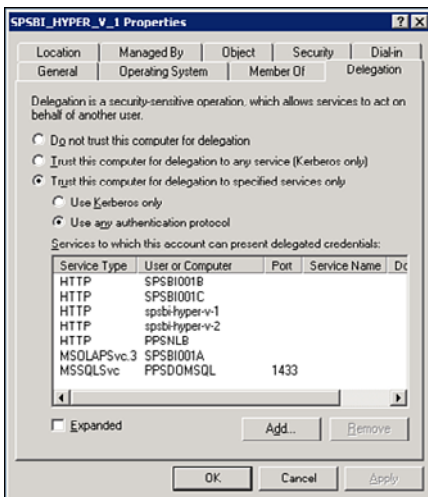 SPSBI_HYPER_V_1 Properties
Location Managed By Object Security Dial-in
General Operating System Member Of Delegation
Delegation is a security-sensitive operation, which allows services to act on
behalf of another user.
Do not trust this computer for delegation
Trust this computer for delegation to any service (Kerberos only)
Trust this computer for delegation to specified services only
Use Kerberos only
Use any authentication protocol
Services to which this account can present delegated credentials:
Service Type User or Computer Port Service Name Dc
HTTP SPSBI001B
HTTP SPSBI001C
HTTP spsbi-hyper-v-1
HTTP spsbi-hyper-v-2
HTTP PPSNLB
MSOLAPSvc.3 SPSBI001A
MSSQLSvc PPSDOMSQL 1433
Expanded Add... Remove
OK Cancel Apply